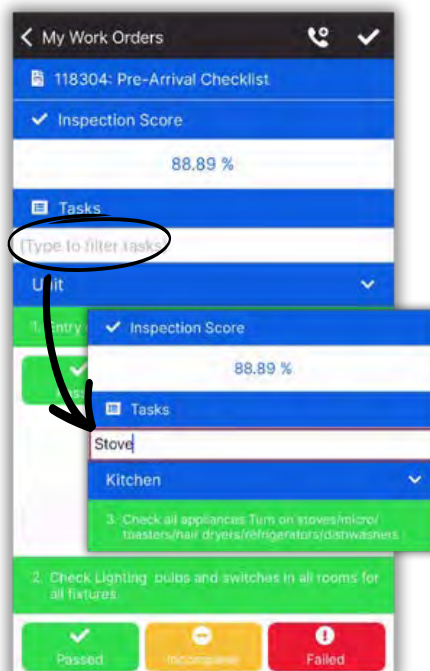 My Work Orders
118304: Pre-Arrival Checklist
Inspection Score
88.89 %
Tasks
(Type to filter tasks)
Unit
1. Entry
Inspection Score
88.89 %
Tasks
Stove
Kitchen
3. Check all appliances Turn on stoves/micro/
toasters/hair dryers/refrigerators/dishwashers
2. Check Lighting bulbs and switches in all rooms for
all fixtures
Passed
Incomplete
Failed